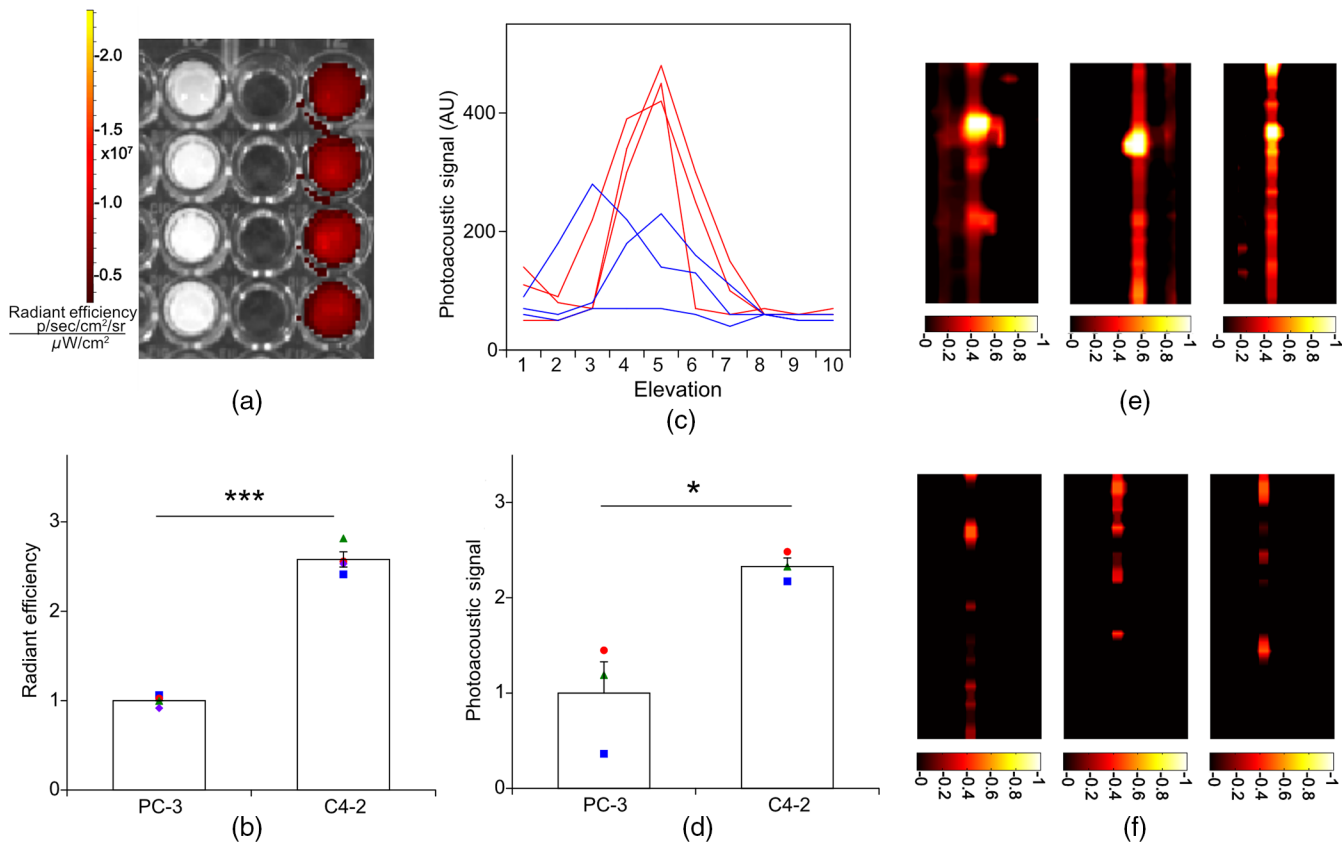 10 11 12
-2.0
-1.5
x10⁷
-1.0
-0.5
Radiant efficiency
p/sec/cm²/sr
µW/cm²
(a)
Photoacoustic signal (AU)
400
200
0
1 2 3 4 5 6 7 8 9 10
Elevation
(c)
-0 -0.2 -0.4 -0.6 -0.8 -1
-0 -0.2 -0.4 -0.6 -0.8 -1
-0 -0.2 -0.4 -0.6 -0.8 -1
(e)
Radiant efficiency
3
2
1
0
***
PC-3 C4-2
(b)
Photoacoustic signal
3
2
1
0
*
PC-3 C4-2
(d)
-0 -0.2 -0.4 -0.6 -0.8 -1
-0 -0.2 -0.4 -0.6 -0.8 -1
-0 -0.2 -0.4 -0.6 -0.8 -1
(f)